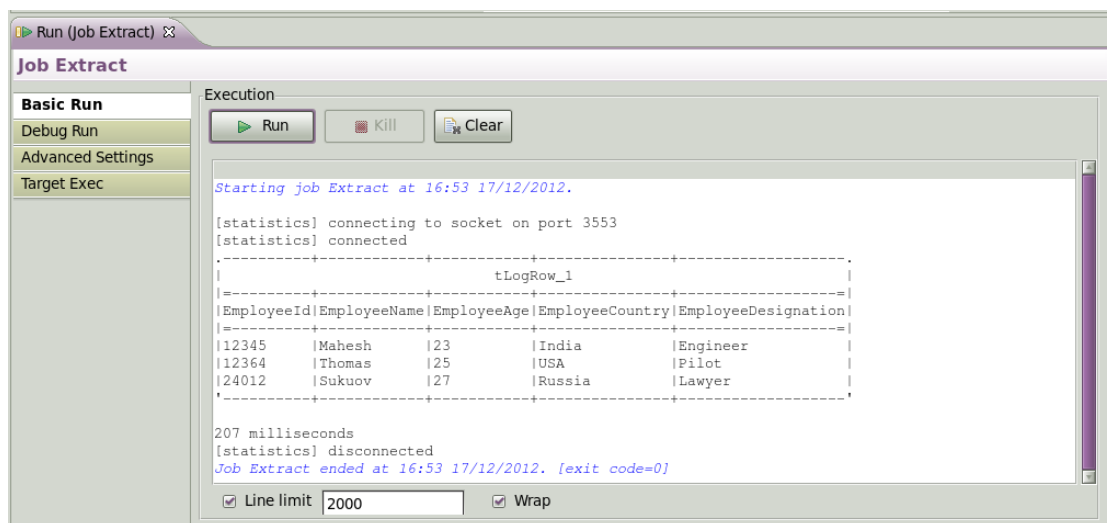 Run (Job Extract)
Job Extract
Basic Run
Debug Run
Advanced Settings
Target Exec
Execution
Run Kill Clear
Starting job Extract at 16:53 17/12/2012.
[statistics] connecting to socket on port 3553
[statistics] connected
.----------+------------+-----------+---------------+-------------------.
| tLogRow_1 |
|=---------+------------+-----------+---------------+------------------=|
|EmployeeId|EmployeeName|EmployeeAge|EmployeeCountry|EmployeeDesignation|
|=---------+------------+-----------+---------------+------------------=|
|12345 |Mahesh |23 |India |Engineer |
|12364 |Thomas |25 |USA |Pilot |
|24012 |Sukuov |27 |Russia |Lawyer |
'----------+------------+-----------+---------------+-------------------'
207 milliseconds
[statistics] disconnected
Job Extract ended at 16:53 17/12/2012. [exit code=0]
Line limit 2000 Wrap